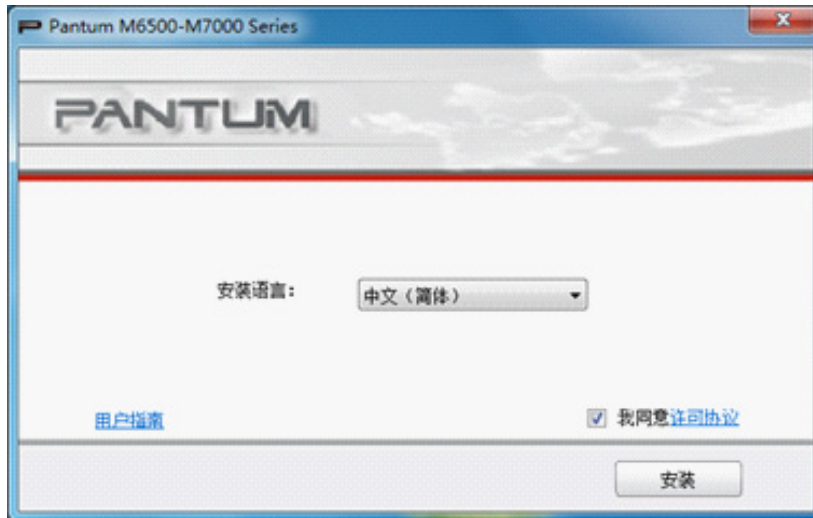 Pantum M6500-M7000 Series
PANTUM
安装语言：
中文（简体）
用户指南
我同意许可协议
安装